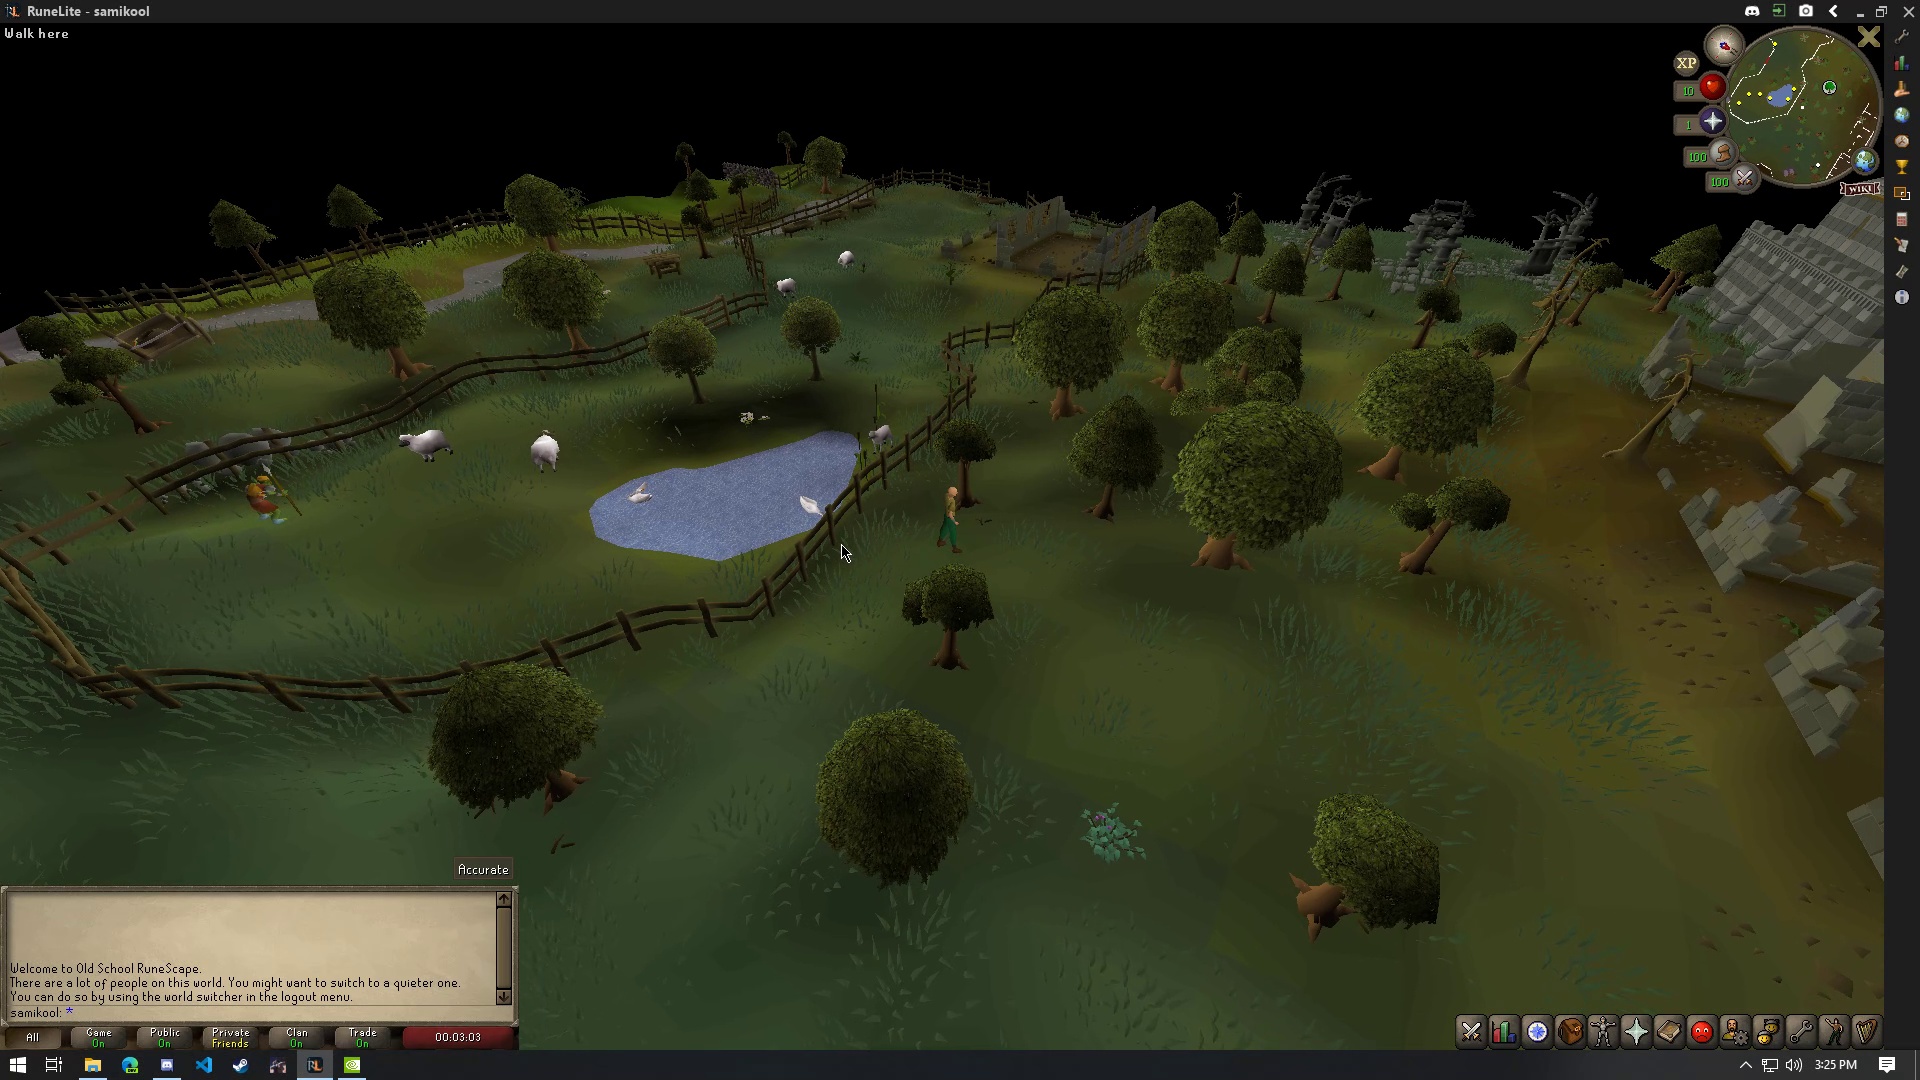 RuneLite - samikool
Walk here
XP
10
1
100
100
WIKI
Accurate
Welcome to Old School RuneScape.
There are a lot of people on this world. You might want to switch to a quieter one.
You can do so by using the world switcher in the logout menu.
samikool: *
All
Game
On
Public
On
Private
Friends
Clan
On
Trade
On
00:03:03
3:25 PM